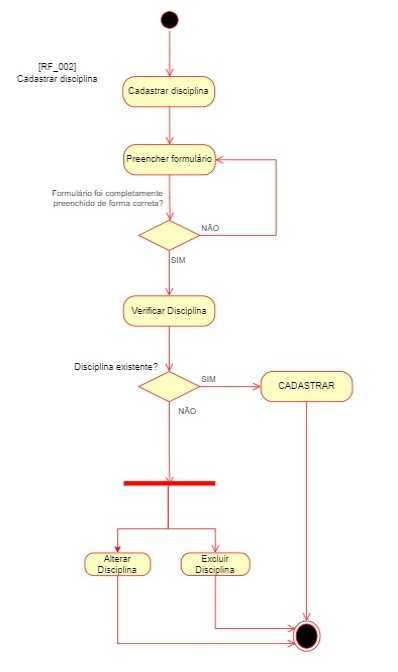 [RF_002]
Cadastrar disciplina
Cadastrar disciplina
Preencher formulário
Formulário foi completamente
preenchido de forma correta?
NÃO
SIM
Verificar Disciplina
Disciplina existente?
SIM
CADASTRAR
NÃO
Alterar
Disciplina
Excluir
Disciplina